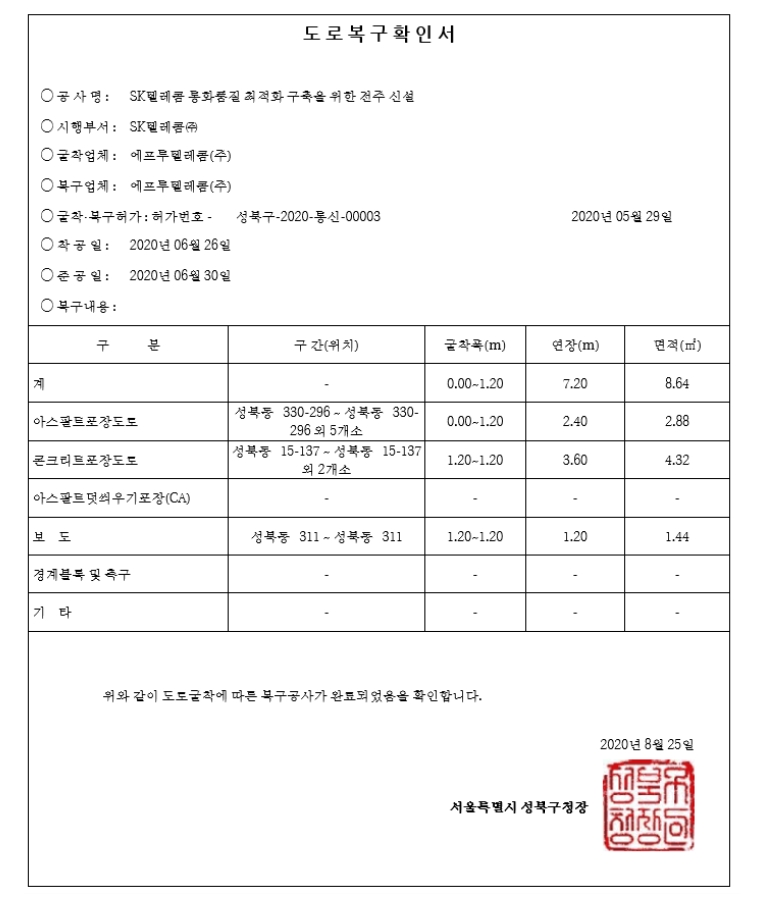 도로복구확인서
○ 공 사 명 : SK텔레콤 통화품질 최적화 구축을 위한 전주 신설
○ 시행부서 : SK텔레콤㈜
○ 굴착업체 : 에프투텔레콤(주)
○ 복구업체 : 에프투텔레콤(주)
○ 굴착·복구허가 : 허가번호 - 성북구-2020-통신-00003 2020년 05월 29일
○ 착 공 일 : 2020년 06월 26일
○ 준 공 일 : 2020년 06월 30일
○ 복구내용 :
구 분 구 간(위치) 굴착폭(m) 연장(m) 면적(㎡)
계 - 0.00~1.20 7.20 8.64
아스팔트포장도로 성북동 330-296 ~ 성북동 330-
296 외 5개소 0.00~1.20 2.40 2.88
콘크리트포장도로 성북동 15-137 ~ 성북동 15-137
외 2개소 1.20~1.20 3.60 4.32
아스팔트덧씌우기포장(CA) - - - -
보 도 성북동 311 ~ 성북동 311 1.20~1.20 1.20 1.44
경계블록 및 측구 - - - -
기 타 - - - -
위와 같이 도로굴착에 따른 복구공사가 완료되었음을 확인합니다.
2020년 8월 25일
서울특별시 성북구청장